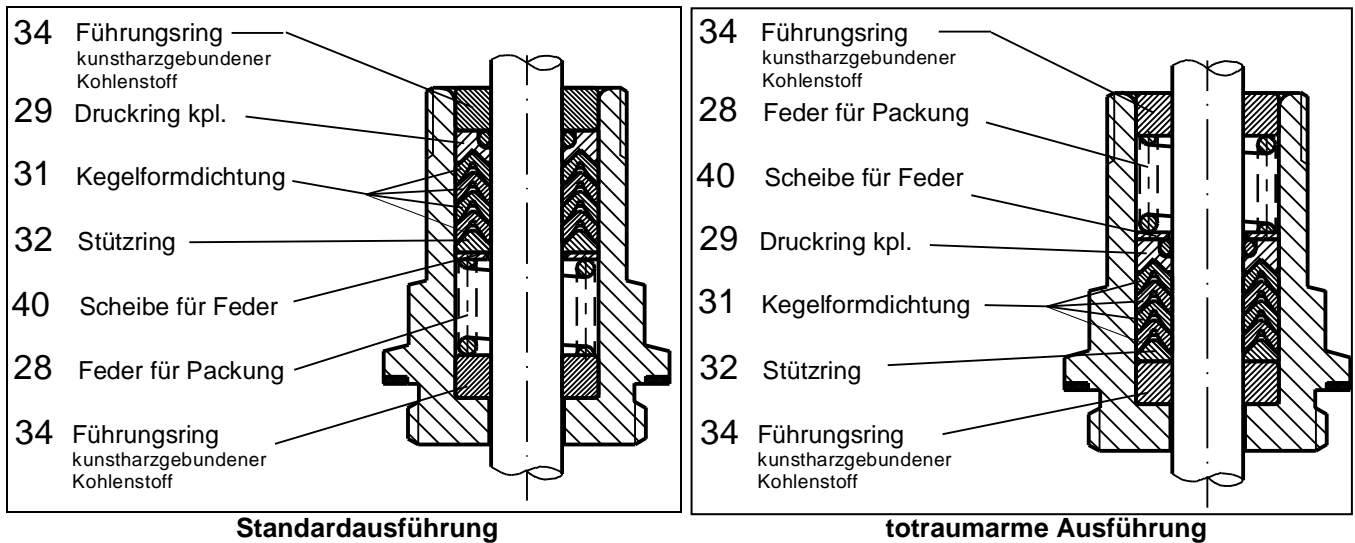 34 Führungsring
kunstharzgebundener
Kohlenstoff
29 Druckring kpl.
31 Kegelformdichtung
32 Stützring
40 Scheibe für Feder
28 Feder für Packung
34 Führungsring
kunstharzgebundener
Kohlenstoff
Standardausführung
34 Führungsring
kunstharzgebundener
Kohlenstoff
28 Feder für Packung
40 Scheibe für Feder
29 Druckring kpl.
31 Kegelformdichtung
32 Stützring
34 Führungsring
kunstharzgebundener
Kohlenstoff
totraumarme Ausführung